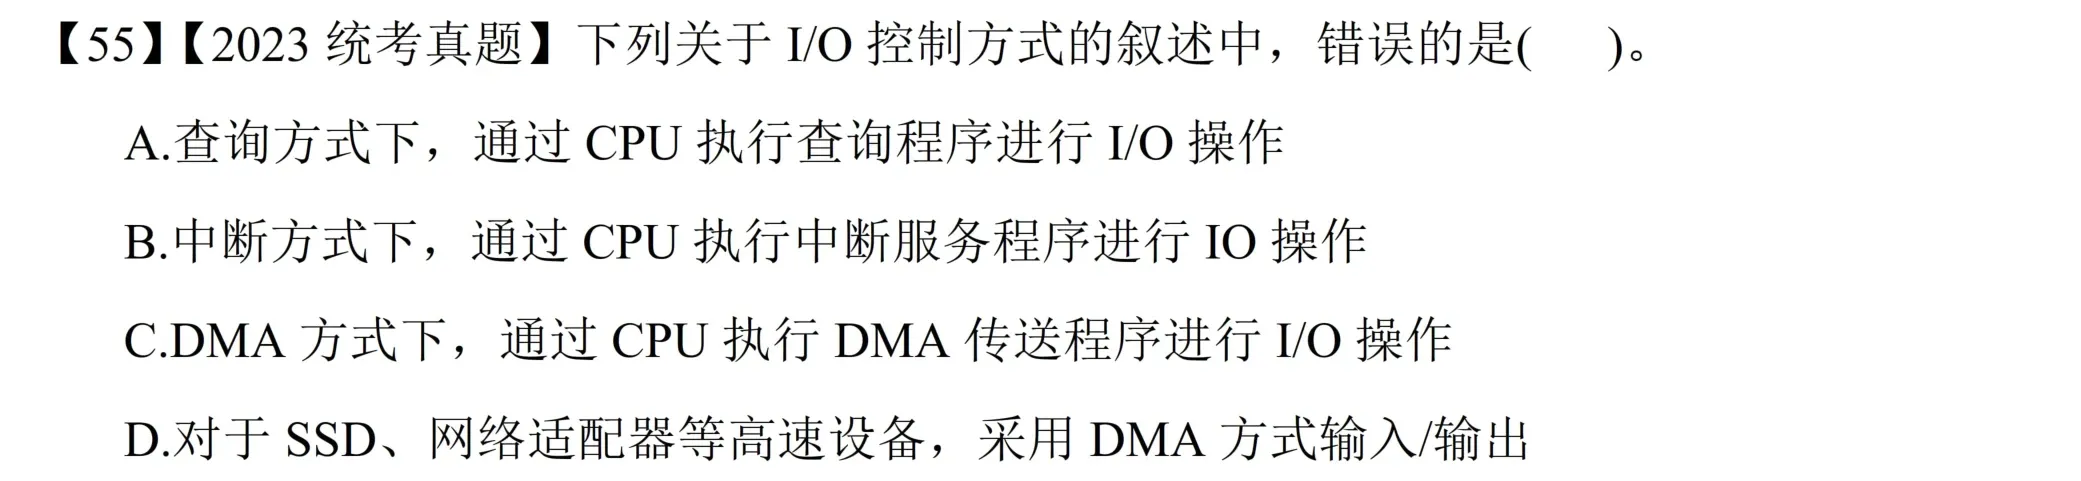 【55】【2023 统考真题】下列关于 I/O 控制方式的叙述中，错误的是(　)。
A.查询方式下，通过 CPU 执行查询程序进行 I/O 操作
B.中断方式下，通过 CPU 执行中断服务程序进行 IO 操作
C.DMA 方式下，通过 CPU 执行 DMA 传送程序进行 I/O 操作
D.对于 SSD、网络适配器等高速设备，采用 DMA 方式输入/输出